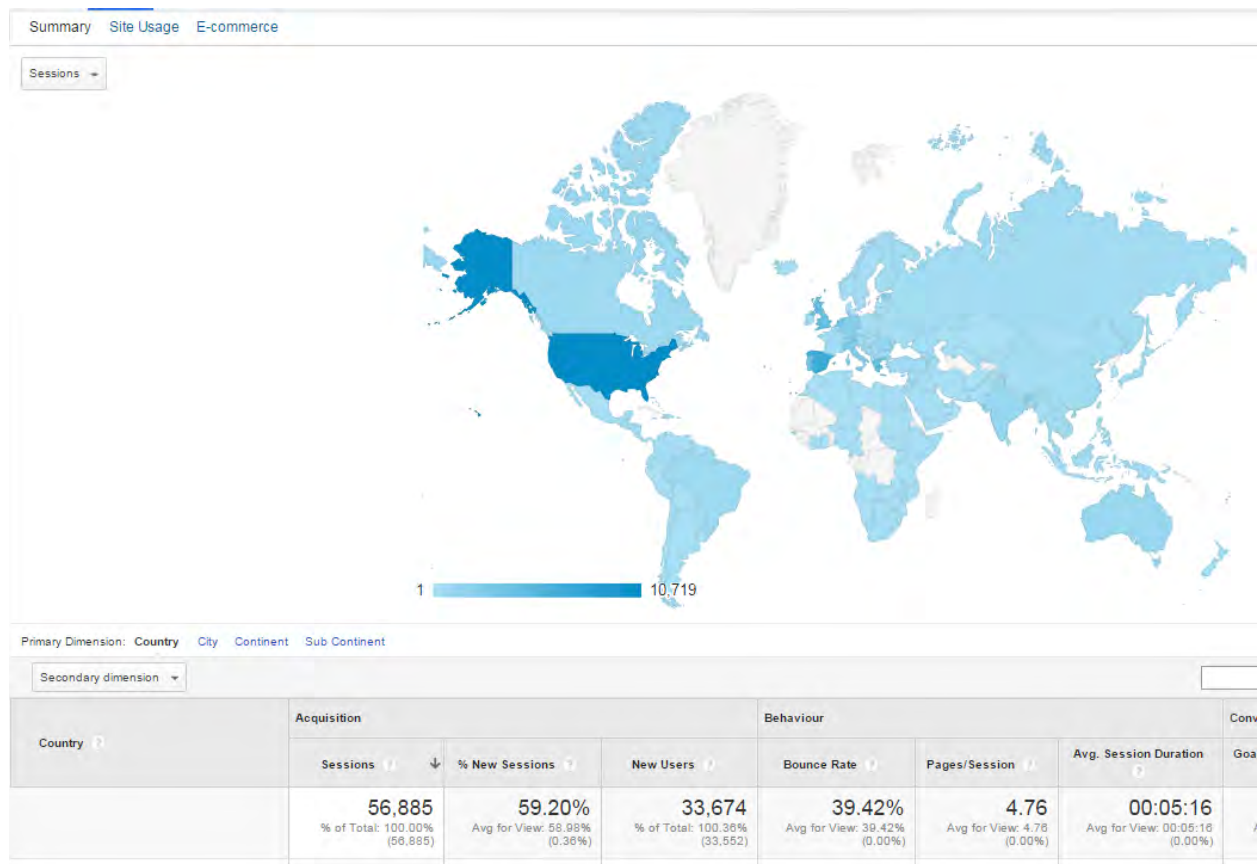 Summary Site Usage E-commerce
Sessions
1 10,719
Primary Dimension: Country City Continent Sub Continent
Secondary dimension
Country ?
Acquisition Behaviour Conv
Sessions ? % New Sessions ? New Users ? Bounce Rate ? Pages/Session ? Avg. Session Duration ? Goa
56,885 59.20% 33,674 39.42% 4.76 00:05:16
% of Total: 100.00% Avg for View: 58.98% % of Total: 100.36% Avg for View: 39.42% Avg for View: 4.76 Avg for View: 00:05:16 A
(56,885) (0.36%) (33,552) (0.00%) (0.00%) (0.00%)